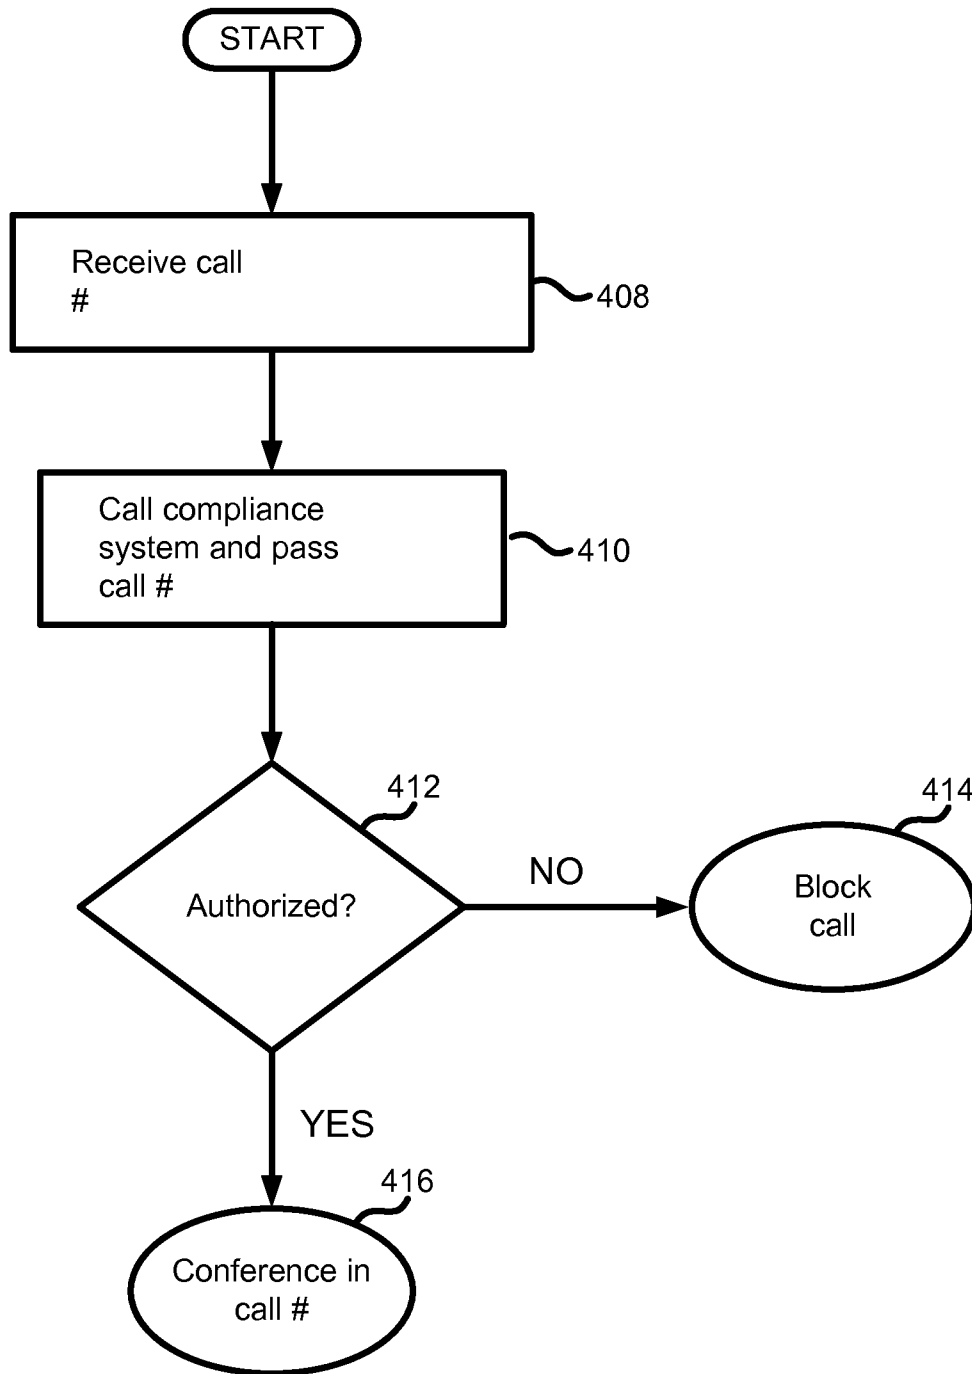 START
Receive call
#
408
Call compliance
system and pass
call #
410
412
Authorized?
NO
414
Block
call
YES
416
Conference in
call #